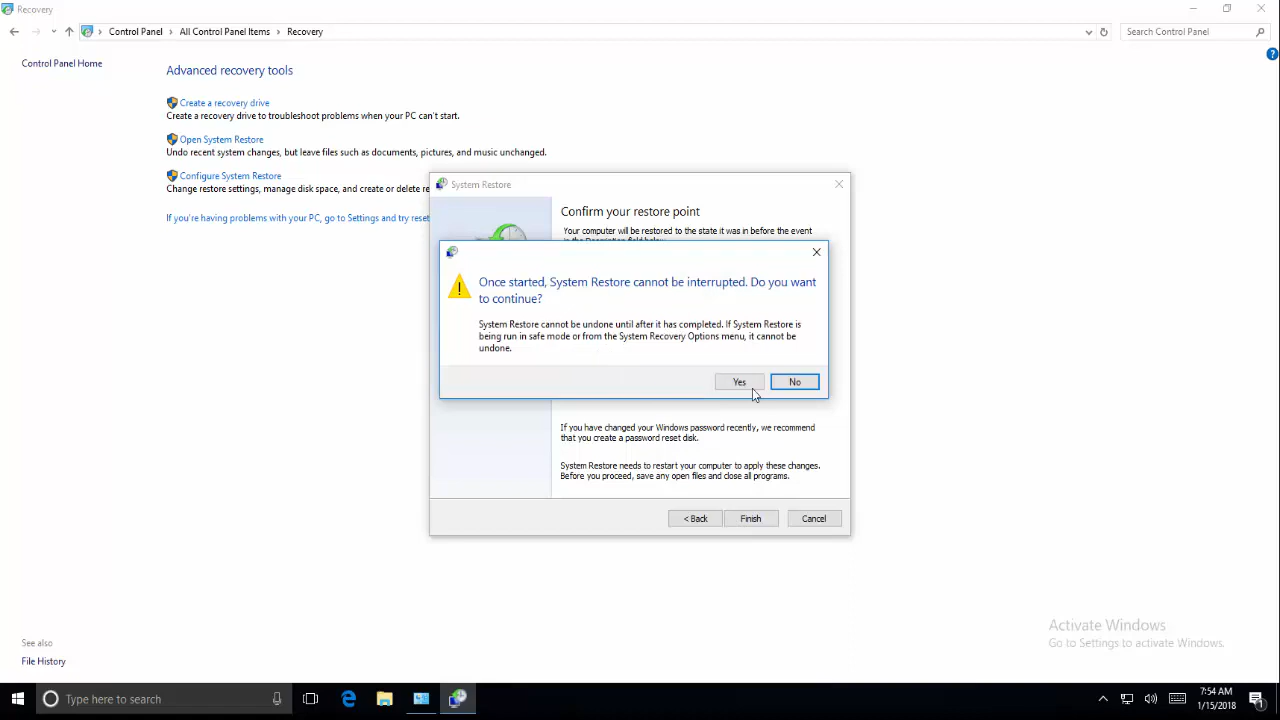 Recovery
Control Panel > All Control Panel Items > Recovery
Search Control Panel
Control Panel Home
Advanced recovery tools
Create a recovery drive
Create a recovery drive to troubleshoot problems when your PC can't start.
Open System Restore
Undo recent system changes, but leave files such as documents, pictures, and music unchanged.
Configure System Restore
Change restore settings, manage disk space, and create or delete re
If you're having problems with your PC, go to Settings and try reset
System Restore
Confirm your restore point
Your computer will be restored to the state it was in before the event
in the Description field below.
Once started, System Restore cannot be interrupted. Do you want
to continue?
System Restore cannot be undone until after it has completed. If System Restore is
being run in safe mode or from the System Recovery Options menu, it cannot be
undone.
Yes
No
If you have changed your Windows password recently, we recommend
that you create a password reset disk.
System Restore needs to restart your computer to apply these changes.
Before you proceed, save any open files and close all programs.
< Back
Finish
Cancel
Activate Windows
Go to Settings to activate Windows.
See also
File History
Type here to search
7:54 AM
1/15/2018
1